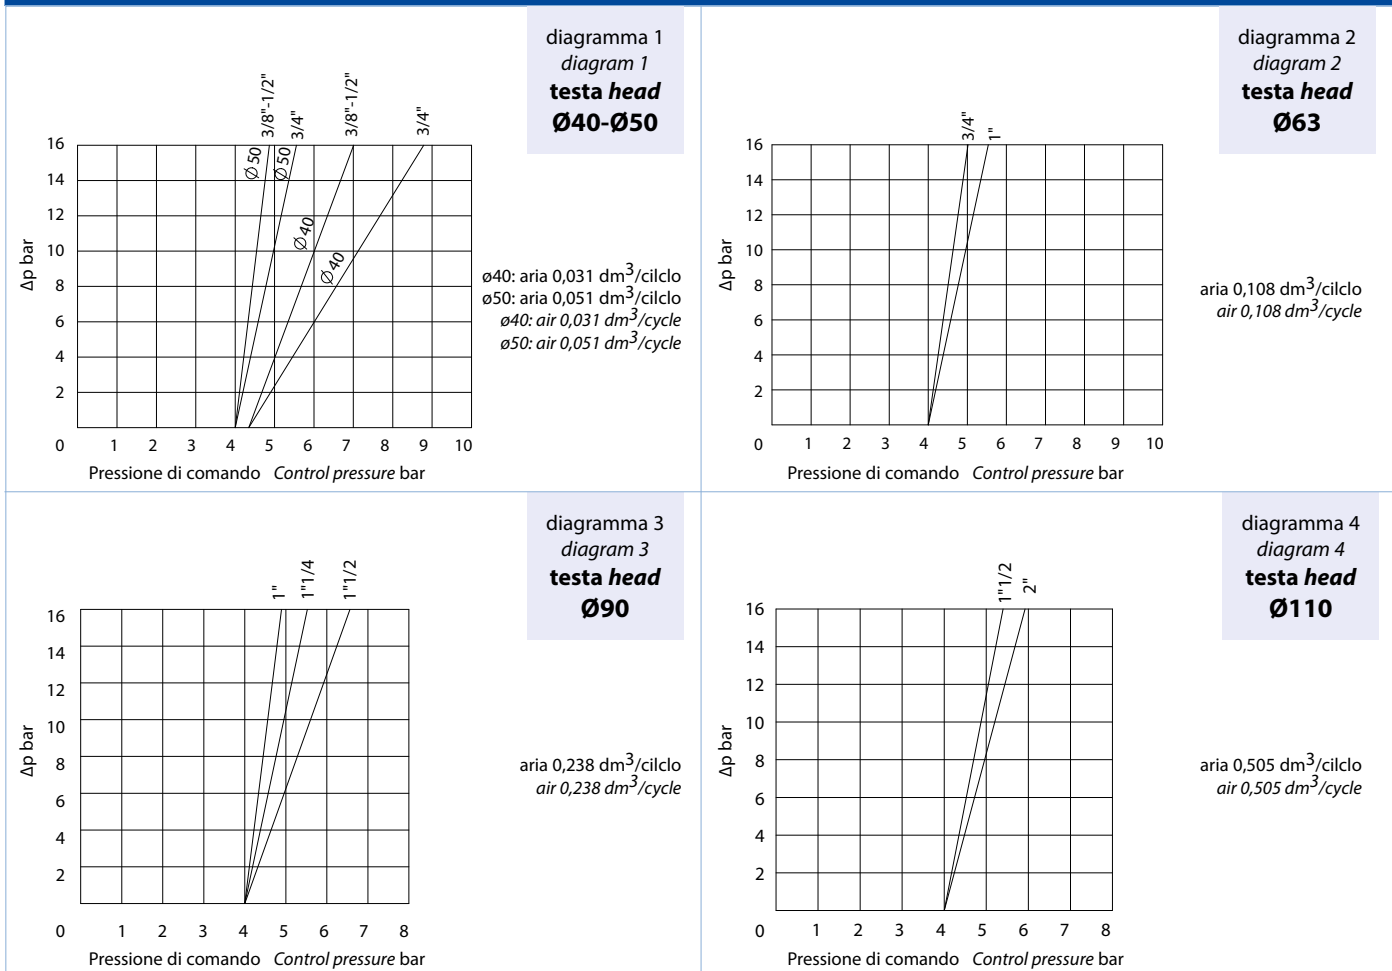 diagramma 1
diagram 1
testa head
Ø40-Ø50
3/8"-1/2"
3/4"
3/8"-1/2"
3/4"
Ø 50
Ø 50
Ø 40
Ø 40
16
14
12
10
8
6
4
2
0 1 2 3 4 5 6 7 8 9 10
Δp bar
Pressione di comando Control pressure bar
ø40: aria 0,031 dm3/cilclo
ø50: aria 0,051 dm3/cilclo
ø40: air 0,031 dm3/cycle
ø50: air 0,051 dm3/cycle
diagramma 2
diagram 2
testa head
Ø63
3/4"
1"
16
14
12
10
8
6
4
2
0 1 2 3 4 5 6 7 8 9 10
Δp bar
Pressione di comando Control pressure bar
aria 0,108 dm3/cilclo
air 0,108 dm3/cycle
diagramma 3
diagram 3
testa head
Ø90
1"
1"1/4
1"1/2
16
14
12
10
8
6
4
2
0 1 2 3 4 5 6 7 8
Δp bar
Pressione di comando Control pressure bar
aria 0,238 dm3/cilclo
air 0,238 dm3/cycle
diagramma 4
diagram 4
testa head
Ø110
1"1/2
2"
16
14
12
10
8
6
4
2
0 1 2 3 4 5 6 7 8
Δp bar
Pressione di comando Control pressure bar
aria 0,505 dm3/cilclo
air 0,505 dm3/cycle